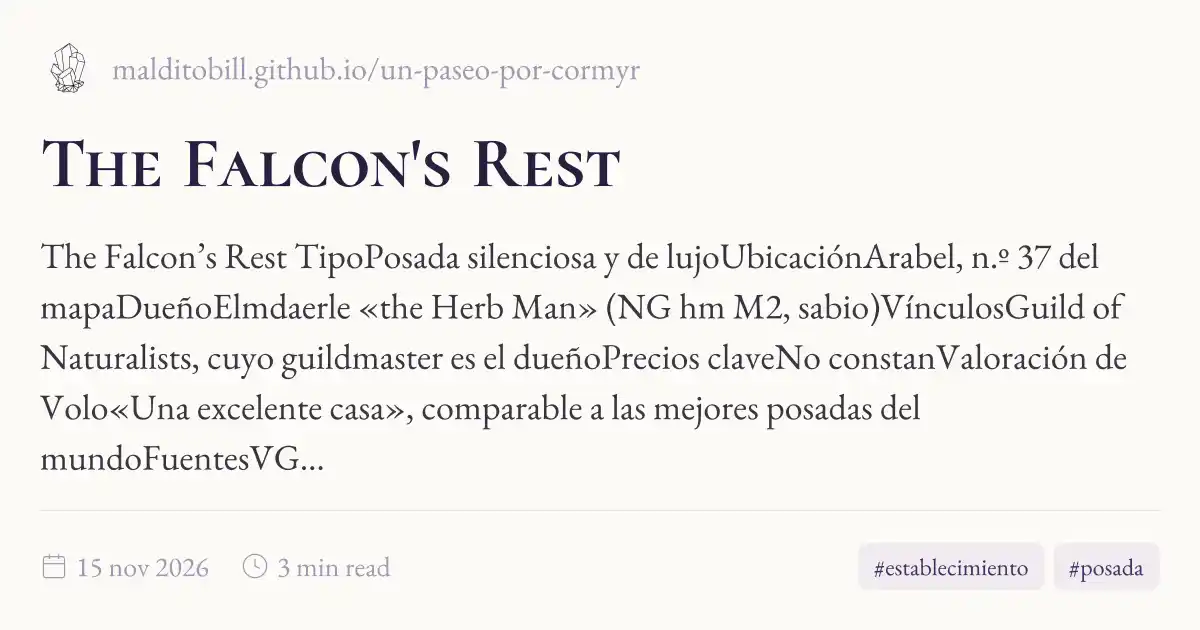 malditobill.github.io/un-paseo-por-cormyr
The Falcon's Rest
The Falcon’s Rest TipoPosada silenciosa y de lujoUbicaciónArabel, n.º 37 del
mapaDueñoElmdaerle «the Herb Man» (NG hm M2, sabio)VínculosGuild of
Naturalists, cuyo guildmaster es el dueñoPrecios claveNo constanValoración de
Volo«Una excelente casa», comparable a las mejores posadas del
mundoFuentesVG...
15 nov 2026
3 min read
#establecimiento
#posada